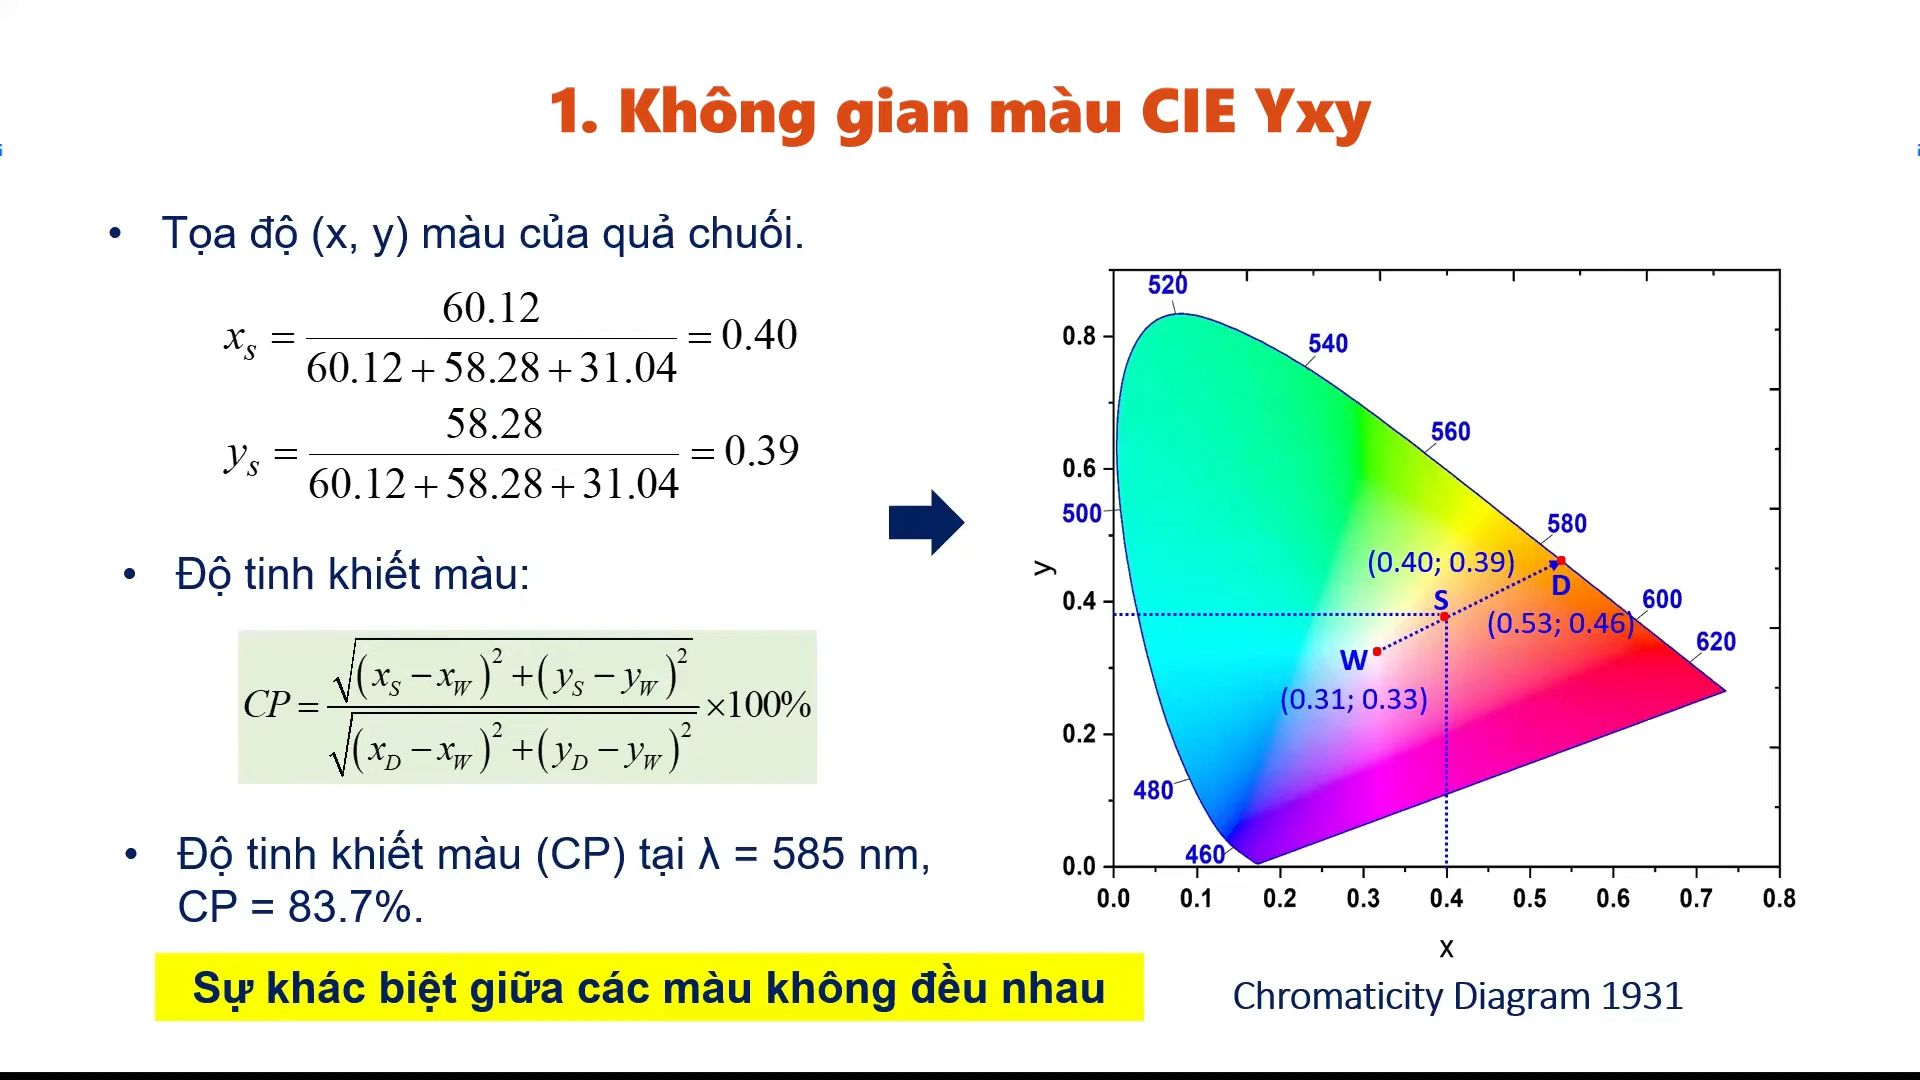 1. Không gian màu CIE Yxy
• Tọa độ (x, y) màu của quả chuối.
x_S = 60.12 / (60.12 + 58.28 + 31.04) = 0.40
y_S = 58.28 / (60.12 + 58.28 + 31.04) = 0.39
• Độ tinh khiết màu:
CP = √((x_S − x_W)² + (y_S − y_W)²) / √((x_D − x_W)² + (y_D − y_W)²) ×100%
• Độ tinh khiết màu (CP) tại λ = 585 nm,
CP = 83.7%.
Sự khác biệt giữa các màu không đều nhau
520
540
560
580
600
620
500
480
460
0.8
0.6
0.4
0.2
0.0
y
(0.40; 0.39)
S
D
(0.53; 0.46)
W
(0.31; 0.33)
0.0 0.1 0.2 0.3 0.4 0.5 0.6 0.7 0.8
x
Chromaticity Diagram 1931